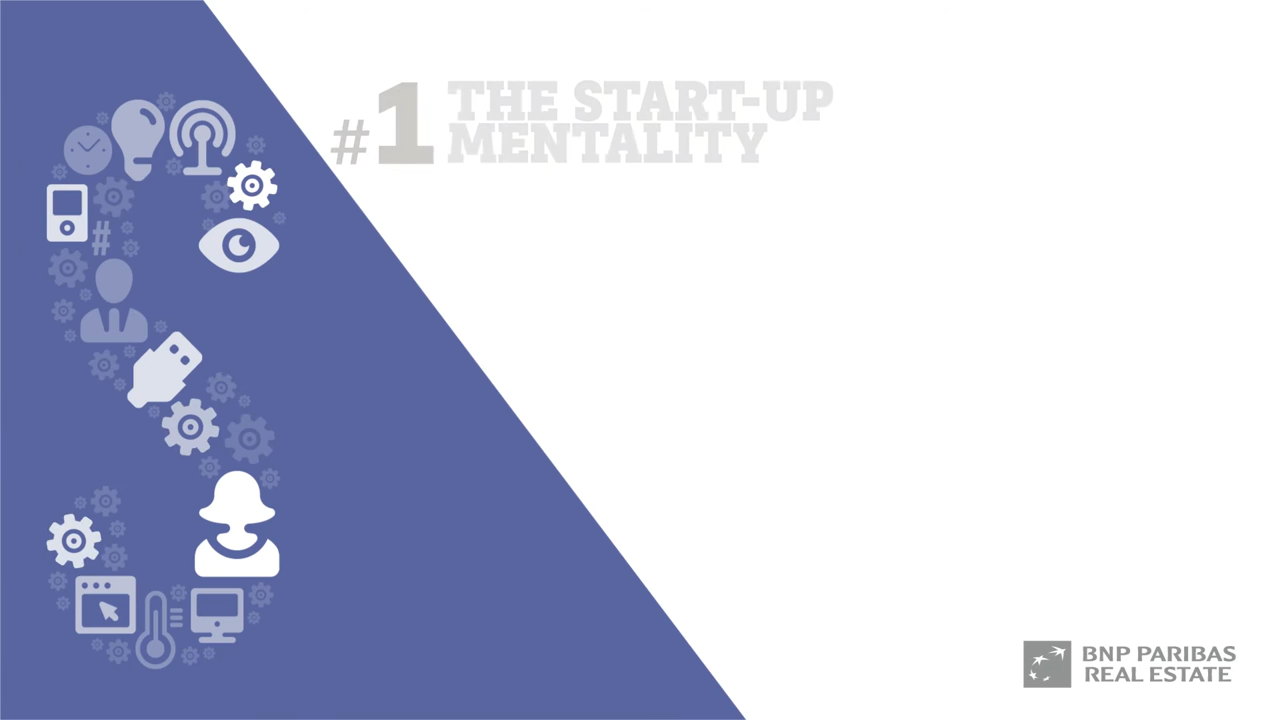 #1 THE START-UP
MENTALITY
#
BNP PARIBAS
REAL ESTATE